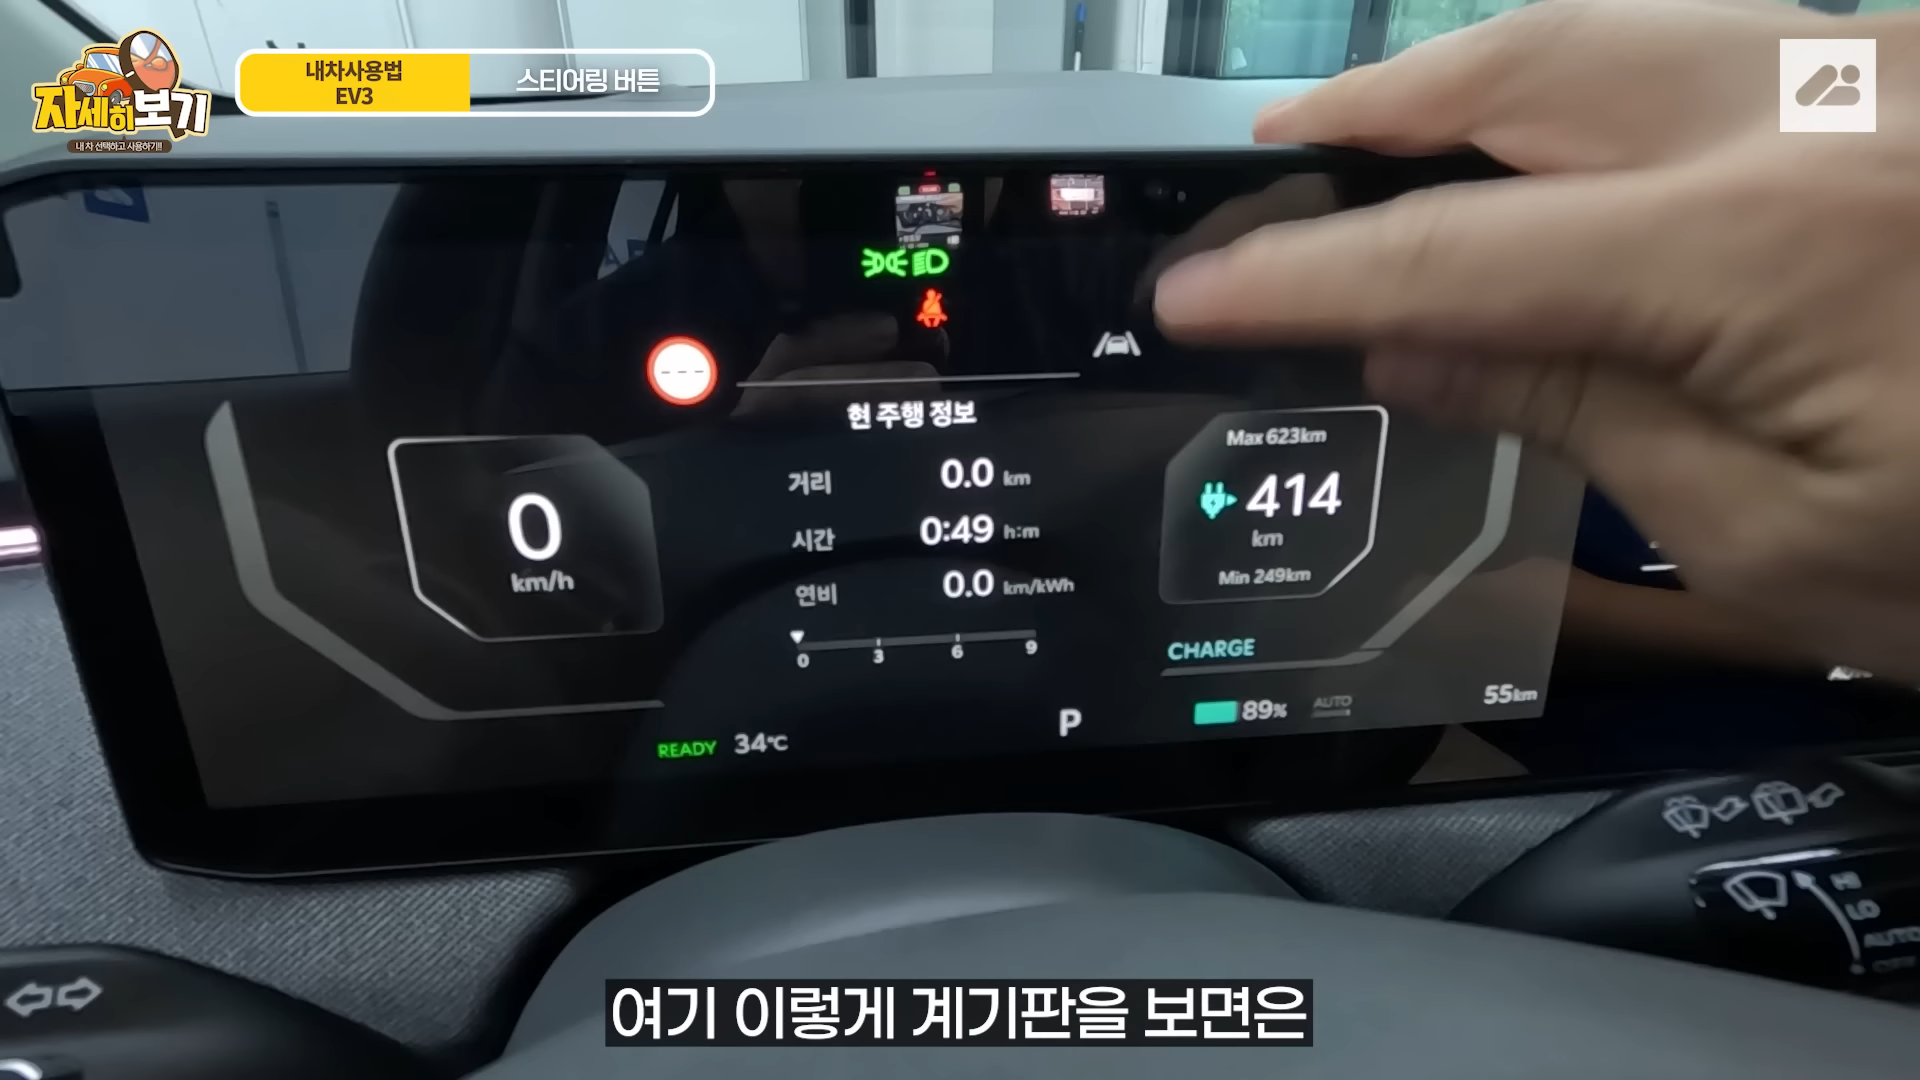 자세히보기
내 차 선택하고 사용하기!!
내차사용법
EV3
스티어링 버튼
현 주행 정보
거리 0.0 km
시간 0:49 h:m
연비 0.0 km/kWh
0 3 6 9
0
km/h
Max 623km
414
km
Min 249km
CHARGE
89% AUTO
55km
P
READY 34°C
HI
LO
AUTO
OFF
여기 이렇게 계기판을 보면은